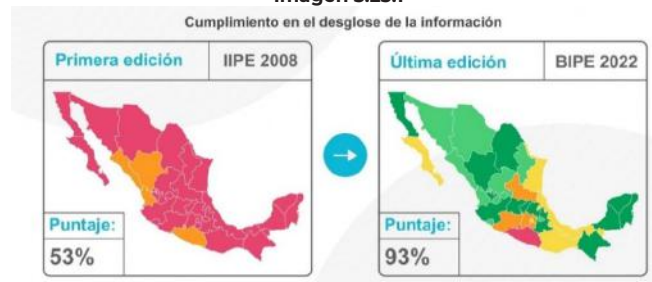 Cumplimiento en el desglose de la información
Primera edición
IIPE 2008
Puntaje:
53%
Última edición
BIPE 2022
Puntaje:
93%